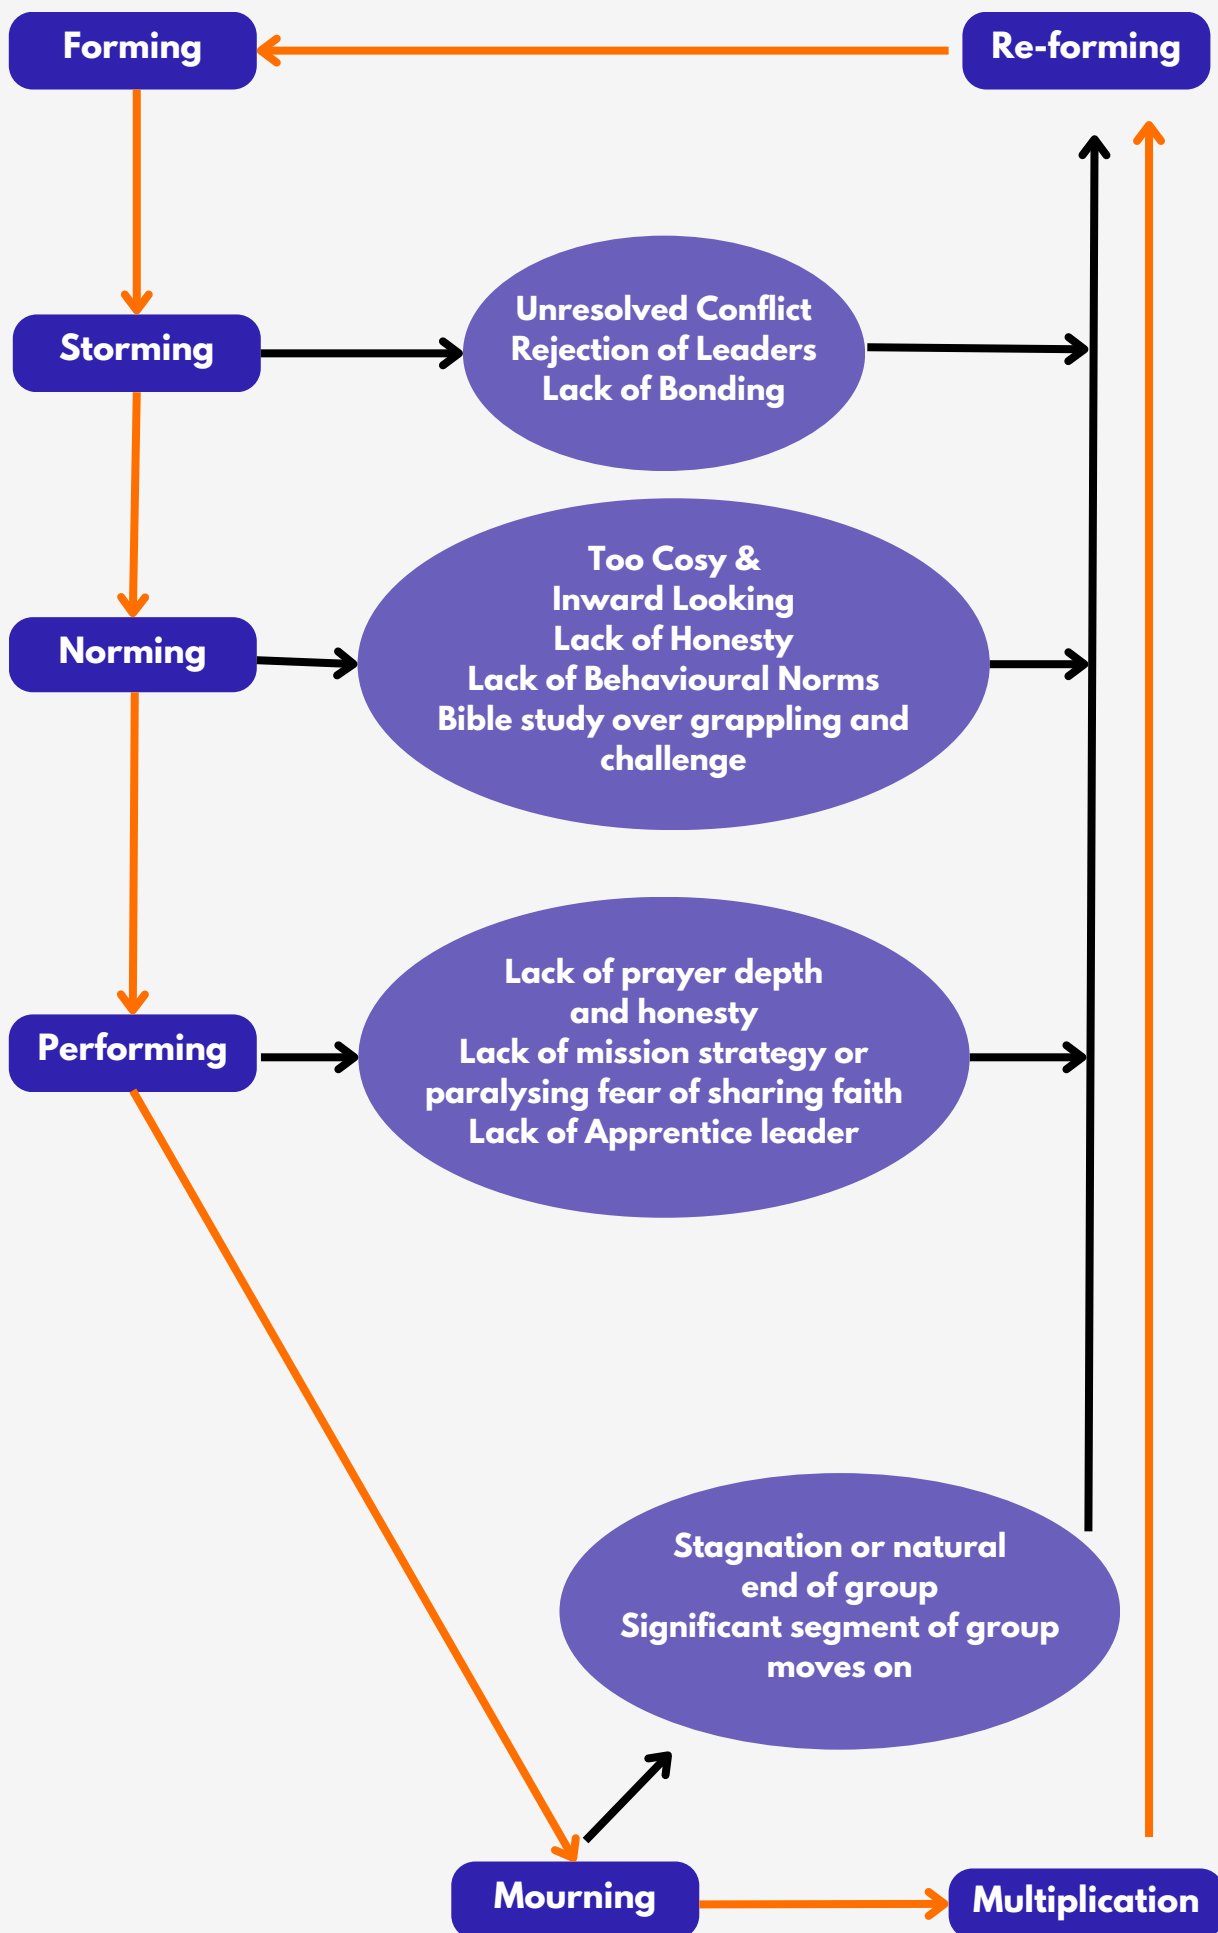 Forming
Re-forming
Storming
Unresolved Conflict
Rejection of Leaders
Lack of Bonding
Norming
Too Cosy &
Inward Looking
Lack of Honesty
Lack of Behavioural Norms
Bible study over grappling and
challenge
Performing
Lack of prayer depth
and honesty
Lack of mission strategy or
paralysing fear of sharing faith
Lack of Apprentice leader
Stagnation or natural
end of group
Significant segment of group
moves on
Mourning
Multiplication